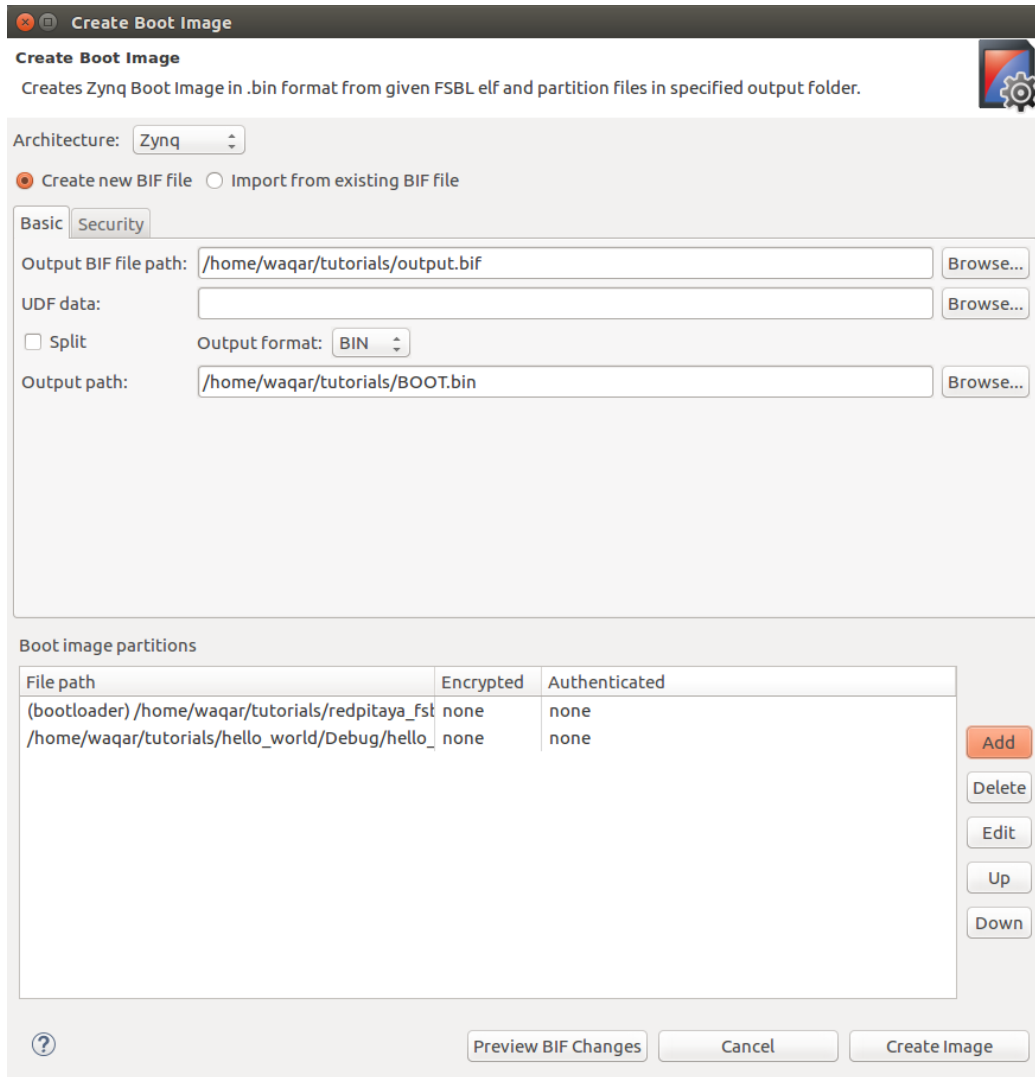 Create Boot Image
Create Boot Image
Creates Zynq Boot Image in .bin format from given FSBL elf and partition files in specified output folder.
Architecture: Zynq
Create new BIF file Import from existing BIF file
Basic Security
Output BIF file path: /home/waqar/tutorials/output.bif Browse...
UDF data: Browse...
Split Output format: BIN
Output path: /home/waqar/tutorials/BOOT.bin Browse...
Boot image partitions
File path Encrypted Authenticated
(bootloader) /home/waqar/tutorials/redpitaya_fsb none none
/home/waqar/tutorials/hello_world/Debug/hello_ none none
Add
Delete
Edit
Up
Down
? Preview BIF Changes Cancel Create Image